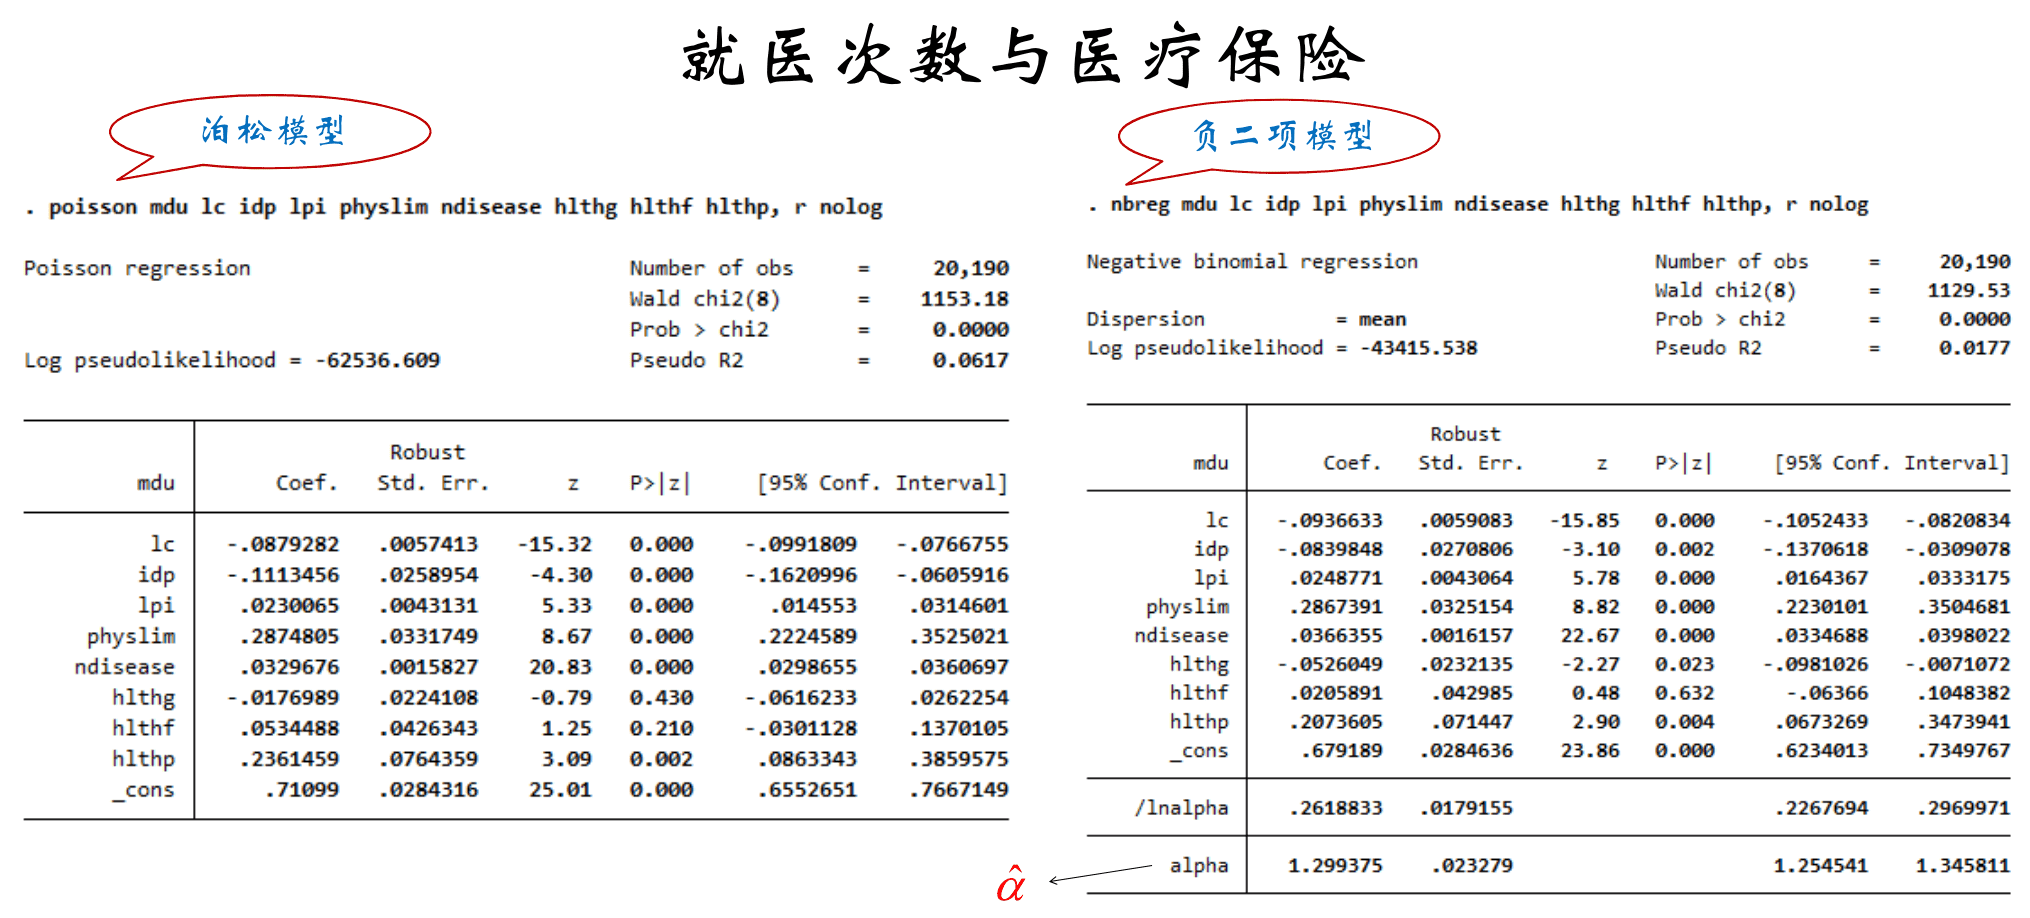 就医次数与医疗保险
泊松模型
. poisson mdu lc idp lpi physlim ndisease hlthg hlthf hlthp, r nolog
Poisson regression Number of obs = 20,190
Wald chi2(8) = 1153.18
Prob > chi2 = 0.0000
Log pseudolikelihood = -62536.609 Pseudo R2 = 0.0617
Robust
mdu Coef. Std. Err. z P>|z| [95% Conf. Interval]
lc -.0879282 .0057413 -15.32 0.000 -.0991809 -.0766755
idp -.1113456 .0258954 -4.30 0.000 -.1620996 -.0605916
lpi .0230065 .0043131 5.33 0.000 .014553 .0314601
physlim .2874805 .0331749 8.67 0.000 .2224589 .3525021
ndisease .0329676 .0015827 20.83 0.000 .0298655 .0360697
hlthg -.0176989 .0224108 -0.79 0.430 -.0616233 .0262254
hlthf .0534488 .0426343 1.25 0.210 -.0301128 .1370105
hlthp .2361459 .0764359 3.09 0.002 .0863343 .3859575
_cons .71099 .0284316 25.01 0.000 .6552651 .7667149
负二项模型
. nbreg mdu lc idp lpi physlim ndisease hlthg hlthf hlthp, r nolog
Negative binomial regression Number of obs = 20,190
Wald chi2(8) = 1129.53
Dispersion = mean Prob > chi2 = 0.0000
Log pseudolikelihood = -43415.538 Pseudo R2 = 0.0177
Robust
mdu Coef. Std. Err. z P>|z| [95% Conf. Interval]
lc -.0936633 .0059083 -15.85 0.000 -.1052433 -.0820834
idp -.0839848 .0270806 -3.10 0.002 -.1370618 -.0309078
lpi .0248771 .0043064 5.78 0.000 .0164367 .0333175
physlim .2867391 .0325154 8.82 0.000 .2230101 .3504681
ndisease .0366355 .0016157 22.67 0.000 .0334688 .0398022
hlthg -.0526049 .0232135 -2.27 0.023 -.0981026 -.0071072
hlthf .0205891 .042985 0.48 0.632 -.06366 .1048382
hlthp .2073605 .071447 2.90 0.004 .0673269 .3473941
_cons .679189 .0284636 23.86 0.000 .6234013 .7349767
/lnalpha .2618833 .0179155 .2267694 .2969971
alpha 1.299375 .023279 1.254541 1.345811
α̂